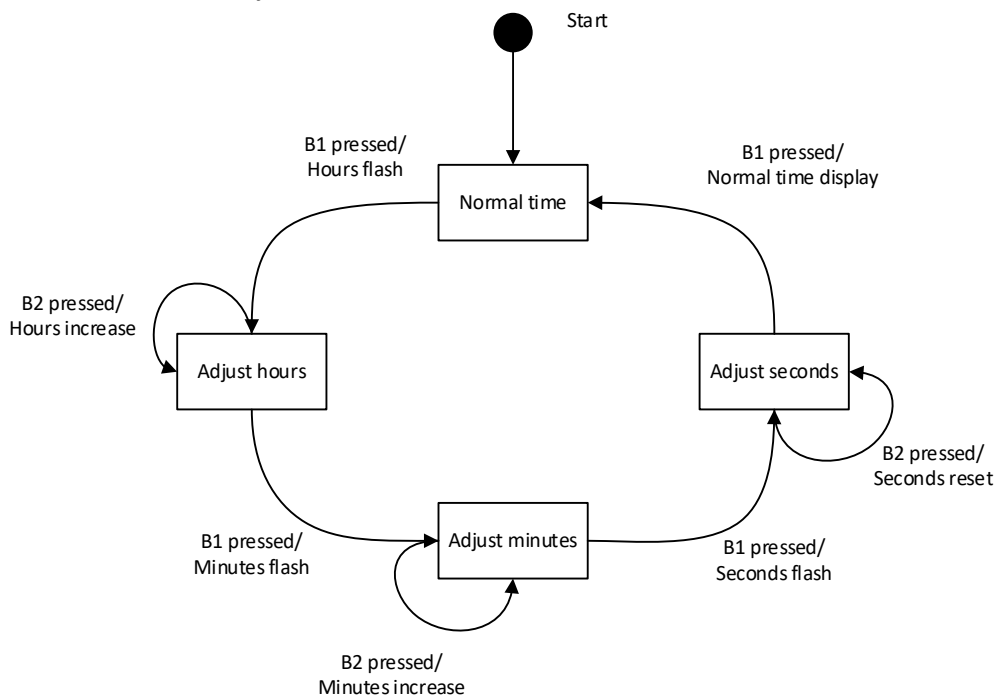 Start
B1 pressed/
Hours flash
B1 pressed/
Normal time display
Normal time
B2 pressed/
Hours increase
Adjust hours
Adjust seconds
B2 pressed/
Seconds reset
B1 pressed/
Minutes flash
Adjust minutes
B1 pressed/
Seconds flash
B2 pressed/
Minutes increase